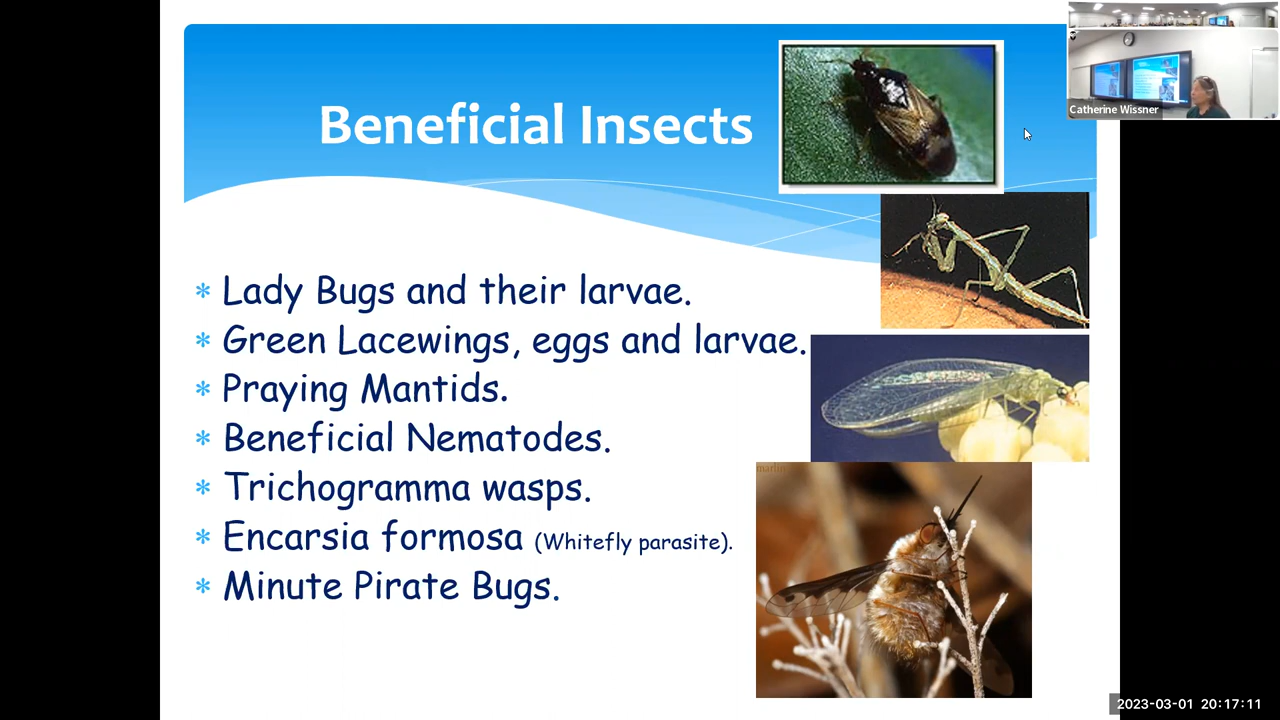 Beneficial Insects
Catherine Wissner
* Lady Bugs and their larvae.
* Green Lacewings, eggs and larvae.
* Praying Mantids.
* Beneficial Nematodes.
* Trichogramma wasps.
* Encarsia formosa (Whitefly parasite).
* Minute Pirate Bugs.
2023-03-01 20:17:11